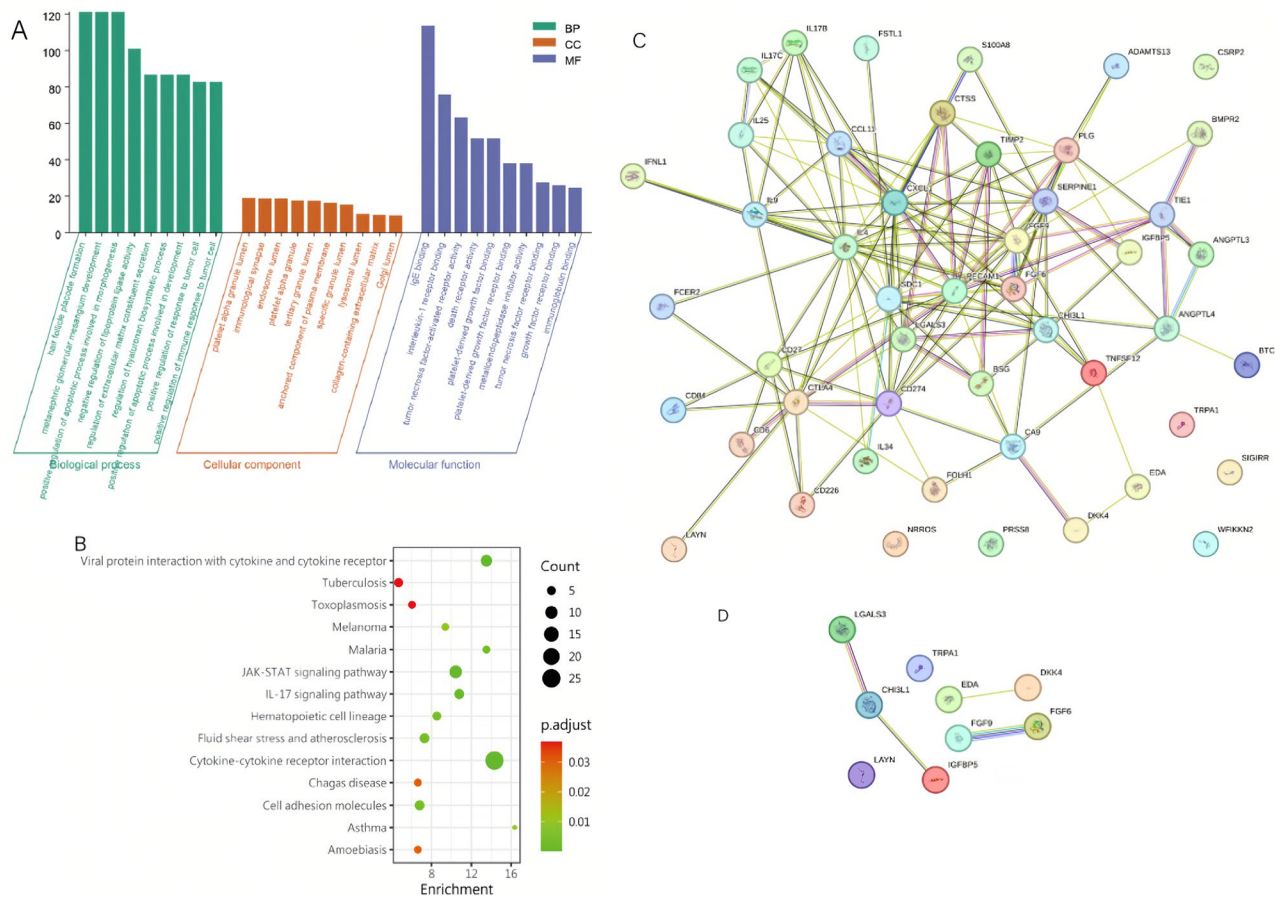 A
120
100
80
60
40
20
0
BP
CC
MF
hair follicle placode formation
metanephric glomerular mesangium development
positive regulation of apoptotic process involved in morphogenesis
negative regulation of lipoprotein lipase activity
regulation of extracellular matrix constituent secretion
positive regulation of hyaluronan biosynthetic process
positive regulation of apoptotic process involved in development
positive regulation of response to tumor cell
positive regulation of immune response to tumor cell
platelet alpha granule lumen
immunological synapse
endosome lumen
platelet alpha granule
tertiary granule lumen
anchored component of plasma membrane
specific granule lumen
lysosomal lumen
collagen-containing extracellular matrix
Golgi lumen
IgE binding
interleukin-1 receptor binding
tumor necrosis factor-activated receptor activity
death receptor activity
platelet-derived growth factor binding
platelet-derived growth factor receptor binding
metalloendopeptidase inhibitor activity
tumor necrosis factor receptor binding
growth factor receptor binding
immunoglobulin binding
Biological process
Cellular component
Molecular function
B
Viral protein interaction with cytokine and cytokine receptor
Tuberculosis
Toxoplasmosis
Melanoma
Malaria
JAK-STAT signaling pathway
IL-17 signaling pathway
Hematopoietic cell lineage
Fluid shear stress and atherosclerosis
Cytokine-cytokine receptor interaction
Chagas disease
Cell adhesion molecules
Asthma
Amoebiasis
8
12
16
Enrichment
Count
5
10
15
20
25
p.adjust
0.03
0.02
0.01
C
IL17B
FSTL1
IL17C
S100A8
ADAMTS13
CSRP2
CTSS
IL25
CCL11
TIMP2
PLG
BMPR2
IFNL1
CXCL1
SERPINE1
IL9
TIE1
IL4
FGF9
IGFBP5
ANGPTL3
PECAM1
FGF6
SDC1
FCER2
CHI3L1
ANGPTL4
LGALS3
CD27
BSG
TNFSF12
BTC
CTLA4
CD274
CD84
TRPA1
CD6
CA9
IL34
SIGIRR
FOLH1
EDA
CD226
DKK4
LAYN
NRROS
PRSS8
WFIKKN2
D
LGALS3
TRPA1
DKK4
EDA
CHI3L1
FGF9
FGF6
LAYN
IGFBP5